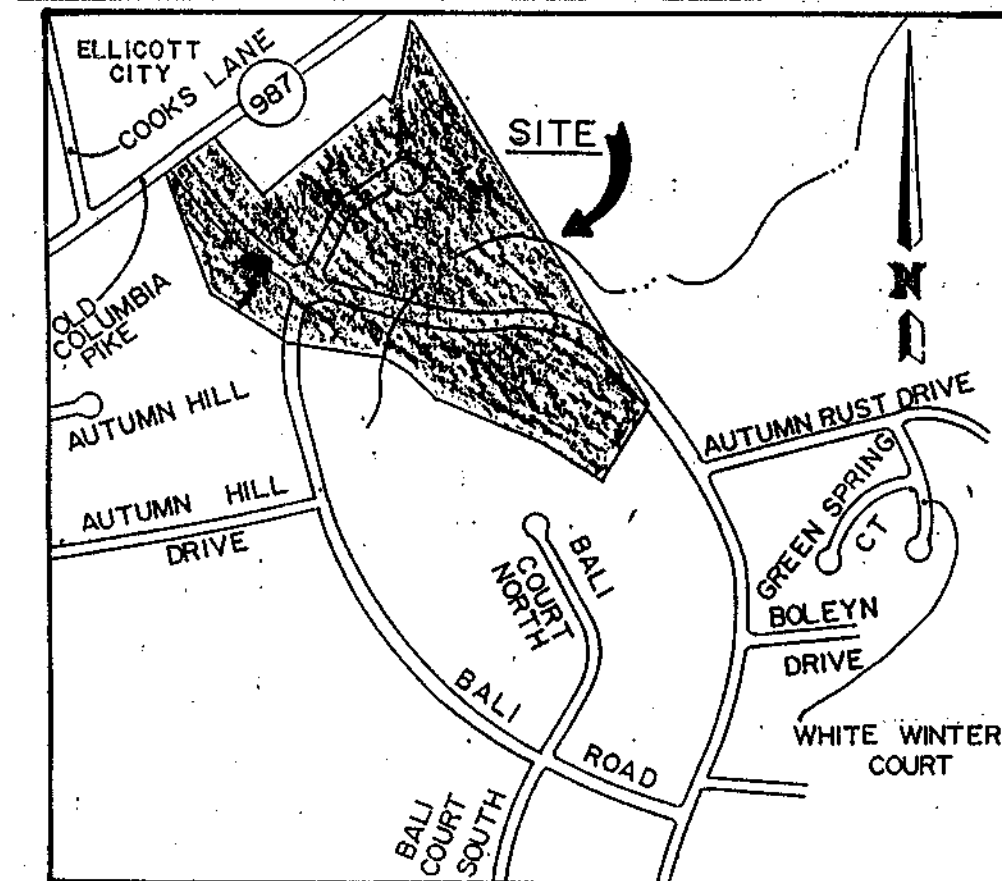 ELLICOTT
CITY
COOKS LANE
987
SITE
N
OLD
COLUMBIA
PIKE
AUTUMN HILL
AUTUMN RUST DRIVE
AUTUMN HILL
DRIVE
GREEN SPRING
CT
BALI
COURT
NORTH
BOLEYN
DRIVE
BALI
ROAD
WHITE WINTER
COURT
BALI
COURT
SOUTH